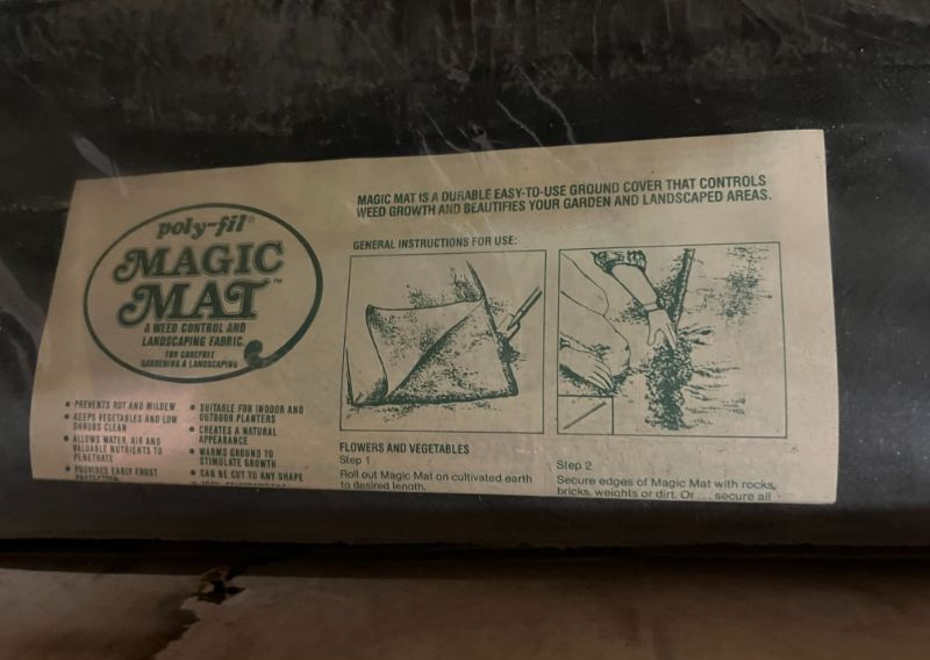 poly-fil®
MAGIC
MAT™
A WEED CONTROL AND
LANDSCAPING FABRIC.
FOR CAREFREE
GARDENING & LANDSCAPING
• PREVENTS ROT AND MILDEW
• KEEPS VEGETABLES AND LOW
SHRUBS CLEAN
• ALLOWS WATER, AIR AND
VALUABLE NUTRIENTS TO
PENETRATE
• PROVIDES EARLY FROST
PROTECTION
• SUITABLE FOR INDOOR AND
OUTDOOR PLANTERS
• CREATES A NATURAL
APPEARANCE
• WARMS GROUND TO
STIMULATE GROWTH
• CAN BE CUT TO ANY SHAPE
MAGIC MAT IS A DURABLE EASY-TO-USE GROUND COVER THAT CONTROLS
WEED GROWTH AND BEAUTIFIES YOUR GARDEN AND LANDSCAPED AREAS.
GENERAL INSTRUCTIONS FOR USE:
FLOWERS AND VEGETABLES
Step 1
Roll out Magic Mat on cultivated earth
to desired length.
Step 2
Secure edges of Magic Mat with rocks,
bricks, weights or dirt. Or ... secure all